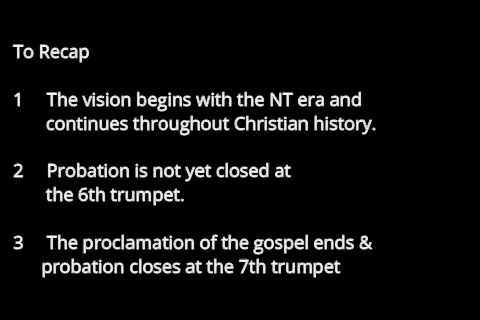 To Recap
1 The vision begins with the NT era and
continues throughout Christian history.
2 Probation is not yet closed at
the 6th trumpet.
3 The proclamation of the gospel ends &
probation closes at the 7th trumpet